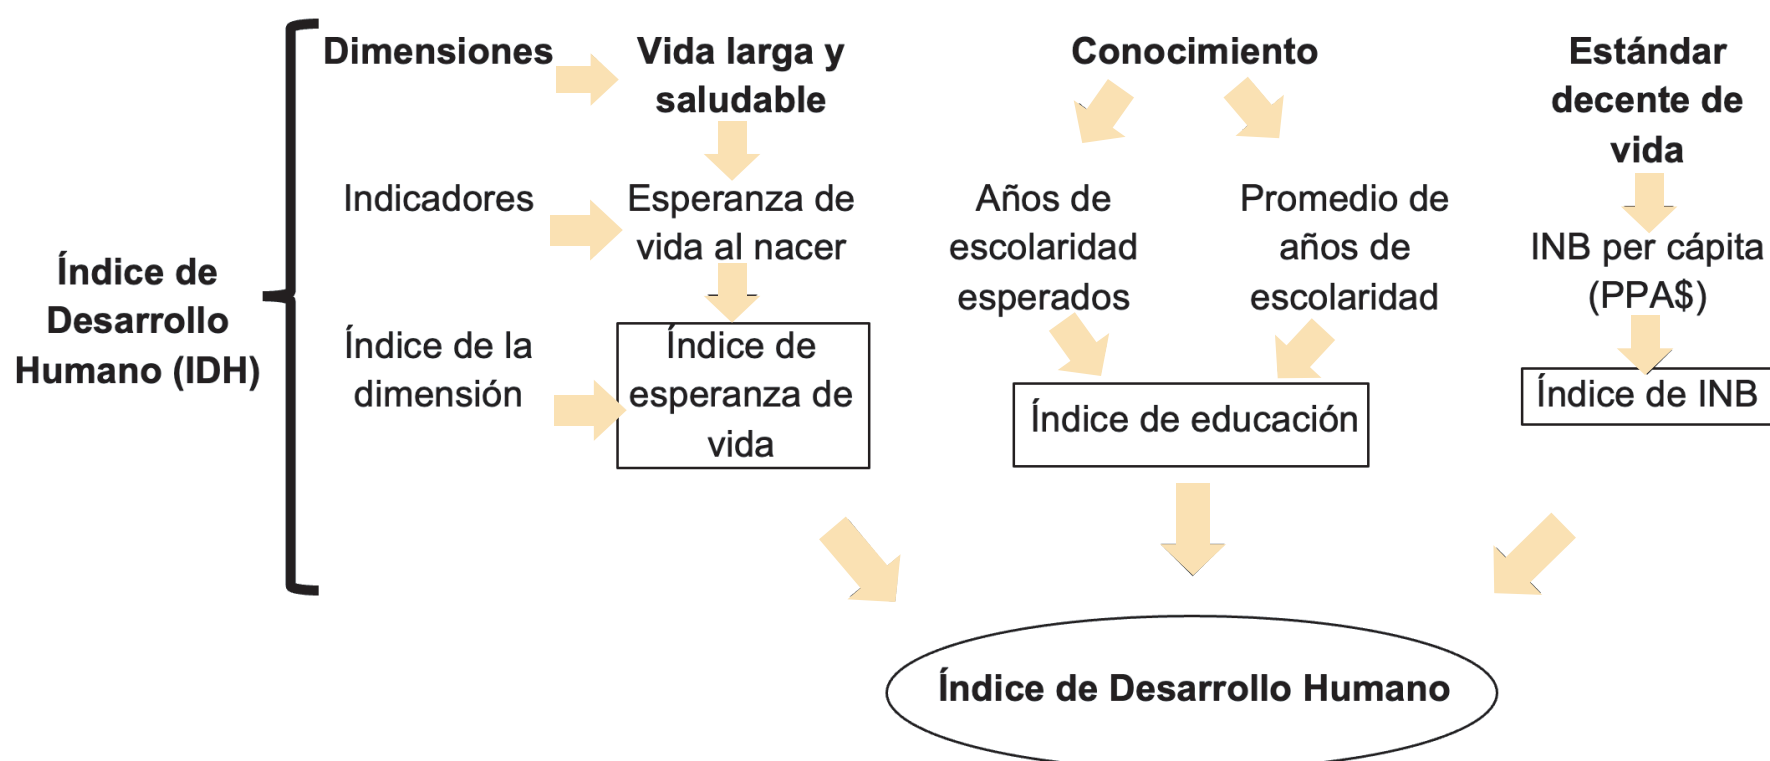 Índice de
Desarrollo
Humano (IDH)
Dimensiones
Vida larga y
saludable
Conocimiento
Estándar
decente de
vida
Indicadores
Esperanza de
vida al nacer
Años de
escolaridad
esperados
Promedio de
años de
escolaridad
INB per cápita
(PPA$)
Índice de la
dimensión
Índice de
esperanza de
vida
Índice de educación
Índice de INB
Índice de Desarrollo Humano